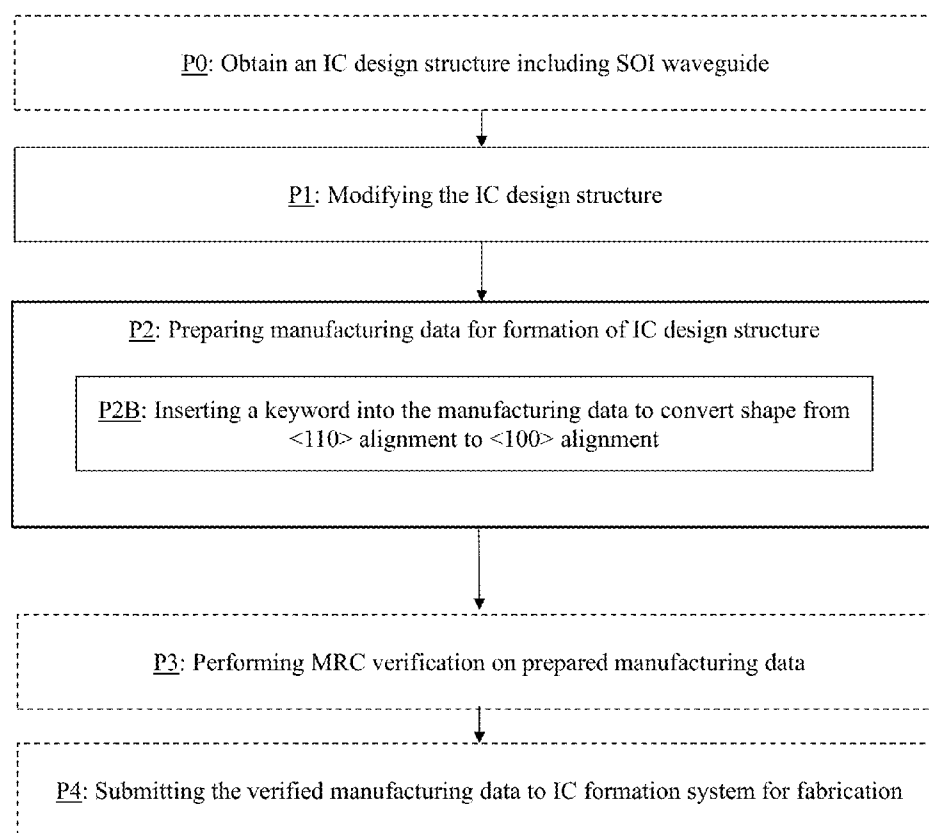 P0: Obtain an IC design structure including SOI waveguide
P1: Modifying the IC design structure
P2: Preparing manufacturing data for formation of IC design structure
P2B: Inserting a keyword into the manufacturing data to convert shape from
<110> alignment to <100> alignment
P3: Performing MRC verification on prepared manufacturing data
P4: Submitting the verified manufacturing data to IC formation system for fabrication